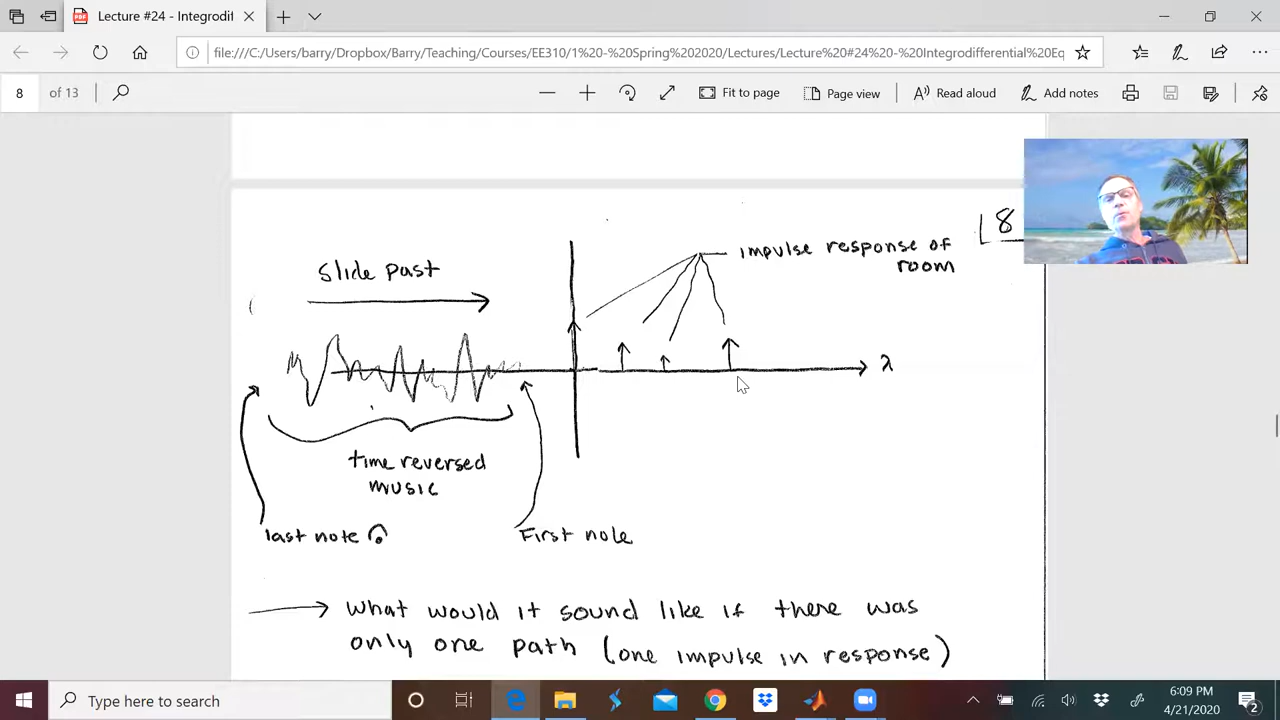 Lecture #24 - Integrodif
file:///C:/Users/barry/Dropbox/Barry/Teaching/Courses/EE310/1%20-%20Spring%202020/Lectures/Lecture%20#24%20-%20Integrodifferential%20Eq
8 of 13
Fit to page
Page view
Read aloud
Add notes
18
impulse response of
room
slide past
λ
time reversed
music
last note
First note
What would it sound like if there was
only one path (one impulse in response)
Type here to search
6:09 PM
4/21/2020
2